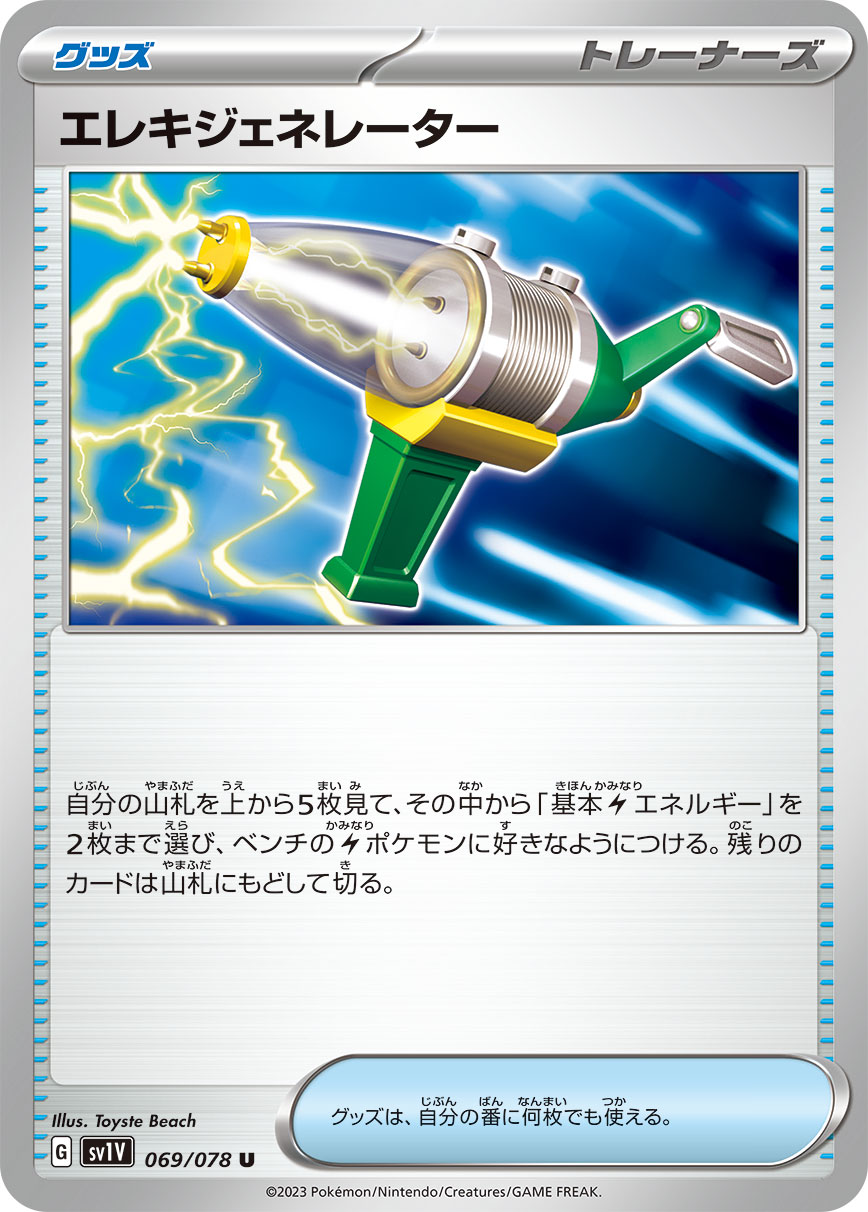 グッズ
トレーナーズ
エレキジェネレーター
自分の山札を上から5枚見て、その中から「基本エネルギー」を
2枚まで選び、ベンチのポケモンに好きなようにつける。残りの
カードは山札にもどして切る。
グッズは、自分の番に何枚でも使える。
Illus. Toyste Beach
G sv1V 069/078 U
©2023 Pokémon/Nintendo/Creatures/GAME FREAK.